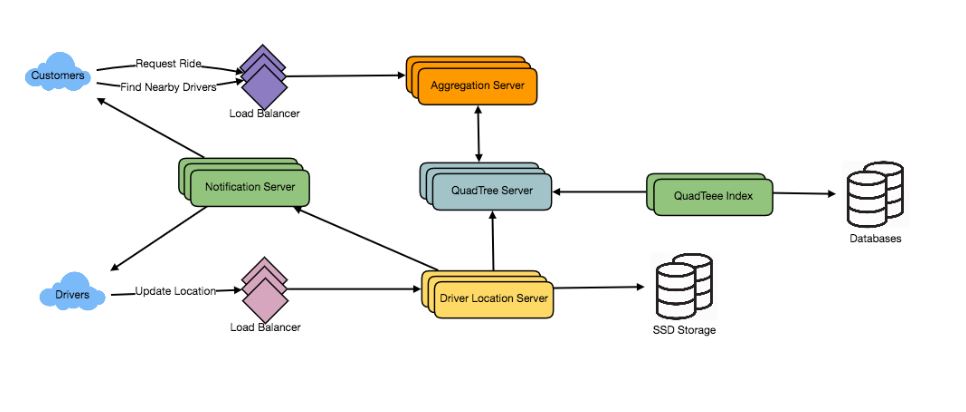 Customers
Request Ride
Find Nearby Drivers
Load Balancer
Aggregation Server
Notification Server
QuadTree Server
QuadTeee Index
Databases
Drivers
Update Location
Load Balancer
Driver Location Server
SSD Storage